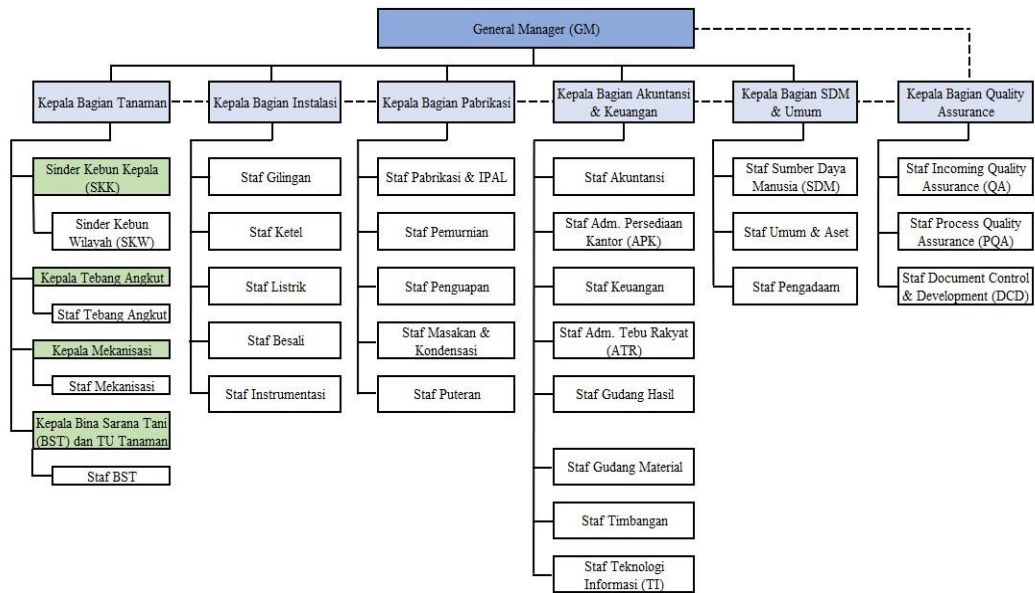 General Manager (GM)
Kepala Bagian Tanaman
Kepala Bagian Instalasi
Kepala Bagian Pabrikasi
Kepala Bagian Akuntansi
& Keuangan
Kepala Bagian SDM
& Umum
Kepala Bagian Quality
Assurance
Sinder Kebun Kepala
(SKK)
Sinder Kebun
Wilayah (SKW)
Kepala Tebang Angkut
Staf Tebang Angkut
Kepala Mekanisasi
Staf Mekanisasi
Kepala Bina Sarana Tani
(BST) dan TU Tanaman
Staf BST
Staf Gilingan
Staf Ketel
Staf Listrik
Staf Besali
Staf Instrumentasi
Staf Pabrikasi & IPAL
Staf Pemurnian
Staf Penguapan
Staf Masakan &
Kondensasi
Staf Puteran
Staf Akuntansi
Staf Adm. Persediaan
Kantor (APK)
Staf Keuangan
Staf Adm. Tebu Rakyat
(ATR)
Staf Gudang Hasil
Staf Gudang Material
Staf Timbangan
Staf Teknologi
Informasi (TI)
Staf Sumber Daya
Manusia (SDM)
Staf Umum & Aset
Staf Pengadaam
Staf Incoming Quality
Assurance (QA)
Staf Process Quality
Assurance (PQA)
Staf Document Control
& Development (DCD)